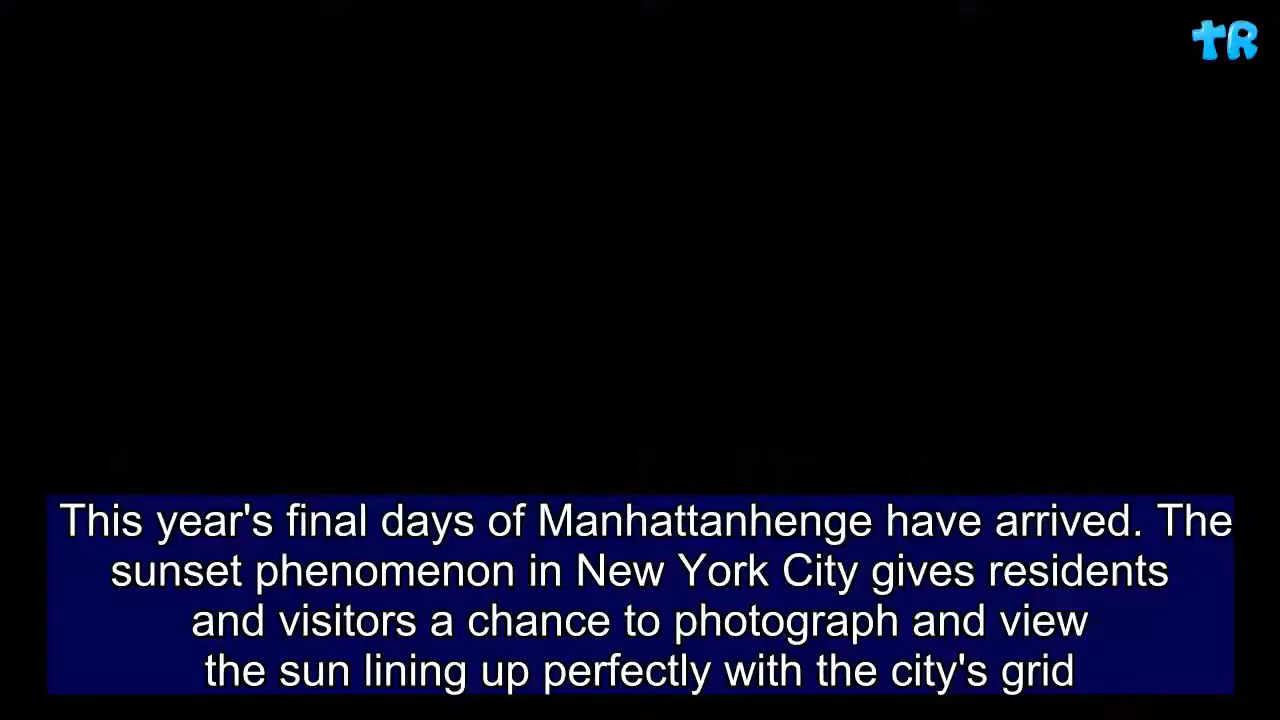 TR
This year's final days of Manhattanhenge have arrived. The
sunset phenomenon in New York City gives residents
and visitors a chance to photograph and view
the sun lining up perfectly with the city's grid